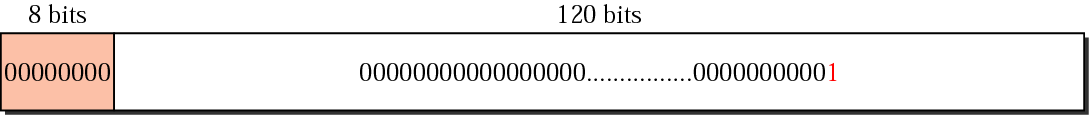 8 bits 120 bits
00000000 00000000000000000................00000000001